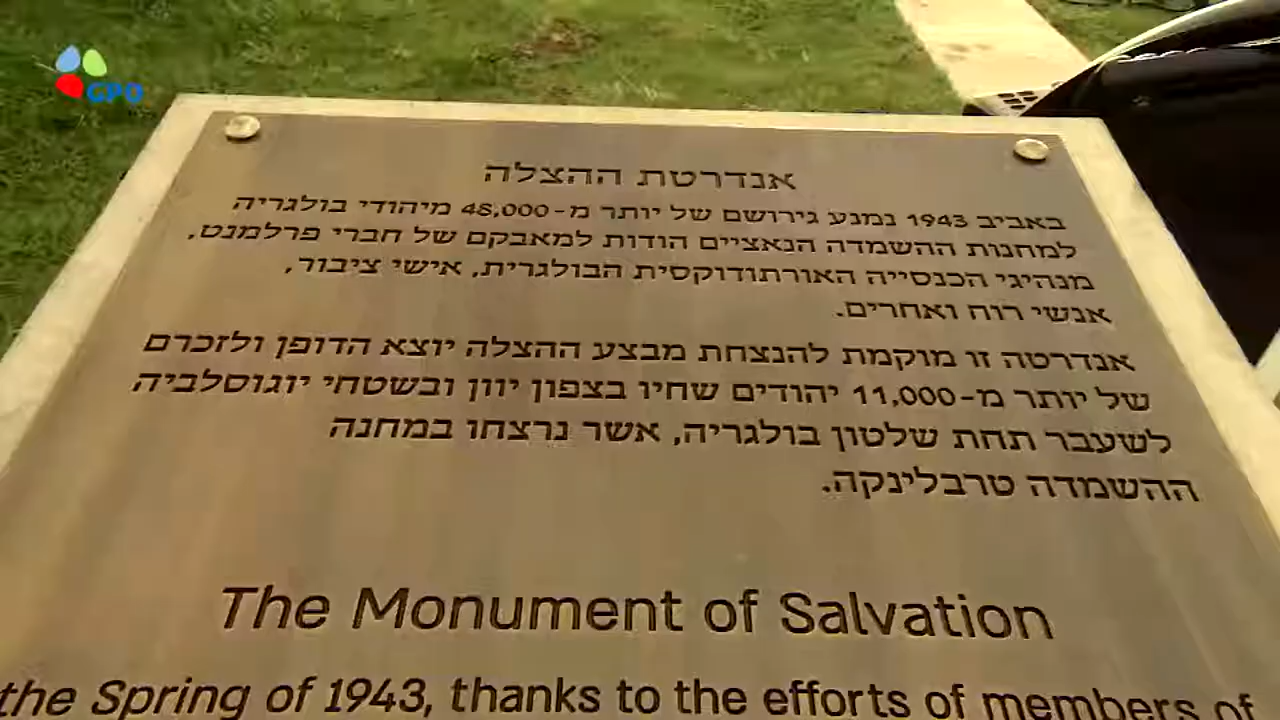 GPO
אנדרטת ההצלה
באביב 1943 נמנע גירושם של יותר מ-48,000 מיהודי בולגריה
למחנות ההשמדה הנאציים הודות למאבקם של חברי פרלמנט,
מנהיגי הכנסייה האורתודוקסית הבולגרית, אישי ציבור,
אנשי רוח ואחרים.
אנדרטה זו מוקמת להנצחת מבצע ההצלה יוצא הדופן ולזכרם
של יותר מ-11,000 יהודים שחיו בצפון יוון ובשטחי יוגוסלביה
לשעבר תחת שלטון בולגריה, אשר נרצחו במחנה
ההשמדה טרבלינקה.
The Monument of Salvation
the Spring of 1943, thanks to the efforts of members of